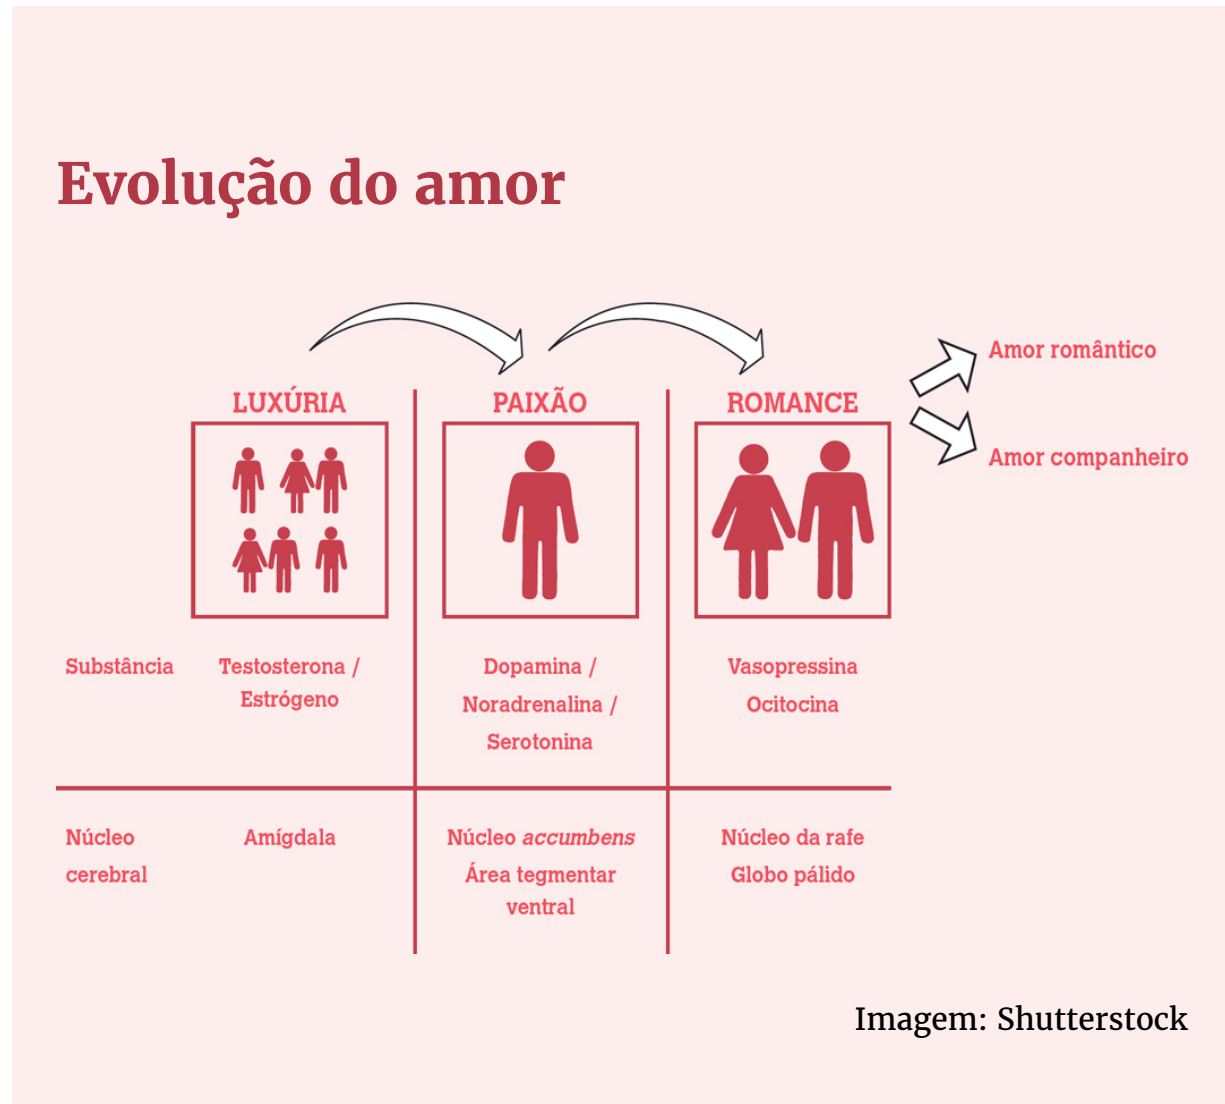 Evolução do amor
Amor romântico
LUXÚRIA
PAIXÃO
ROMANCE
Amor companheiro
Substância
Testosterona /
Estrógeno
Dopamina /
Noradrenalina /
Serotonina
Vasopressina
Ocitocina
Núcleo
cerebral
Amígdala
Núcleo accumbens
Área tegmentar
ventral
Núcleo da rafe
Globo pálido
Imagem: Shutterstock